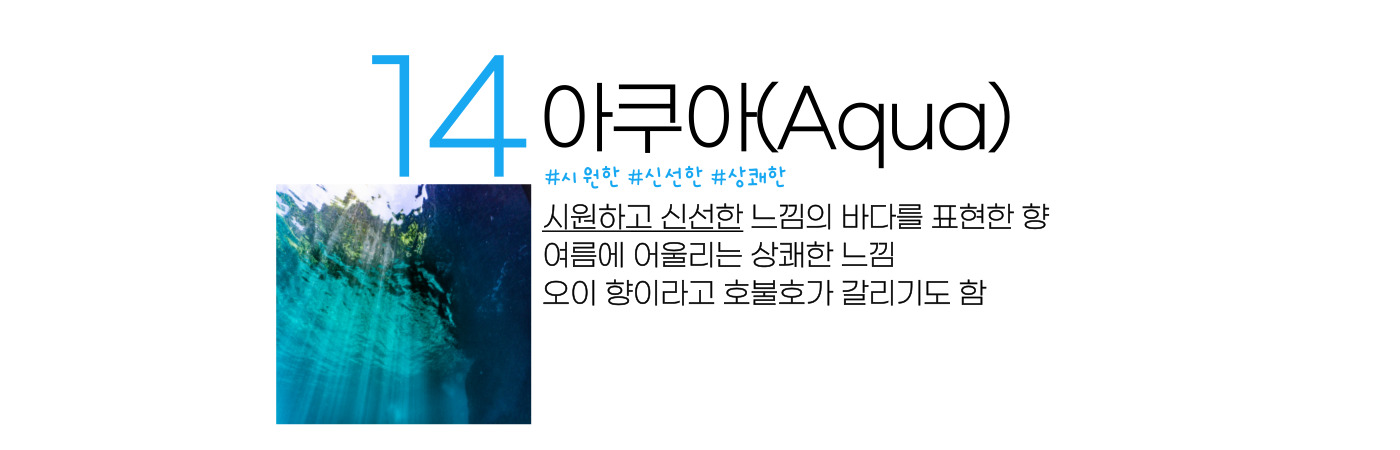 14
아쿠아(Aqua)
#시원한 #신선한 #상쾌한
시원하고 신선한 느낌의 바다를 표현한 향
여름에 어울리는 상쾌한 느낌
오이 향이라고 호불호가 갈리기도 함